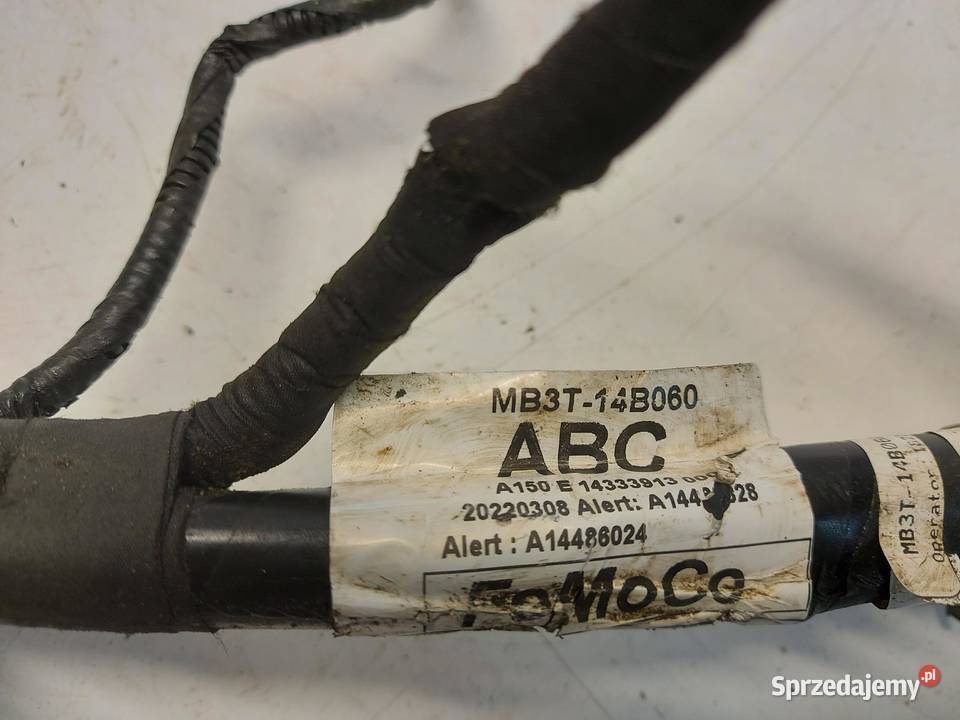 MB3T-14B060
ABC
A150 E 14333913
20220308 Alert:
Alert : A14486024
FoMoCo
MB3T-14B06
Operator
Sprzedajemy.pl